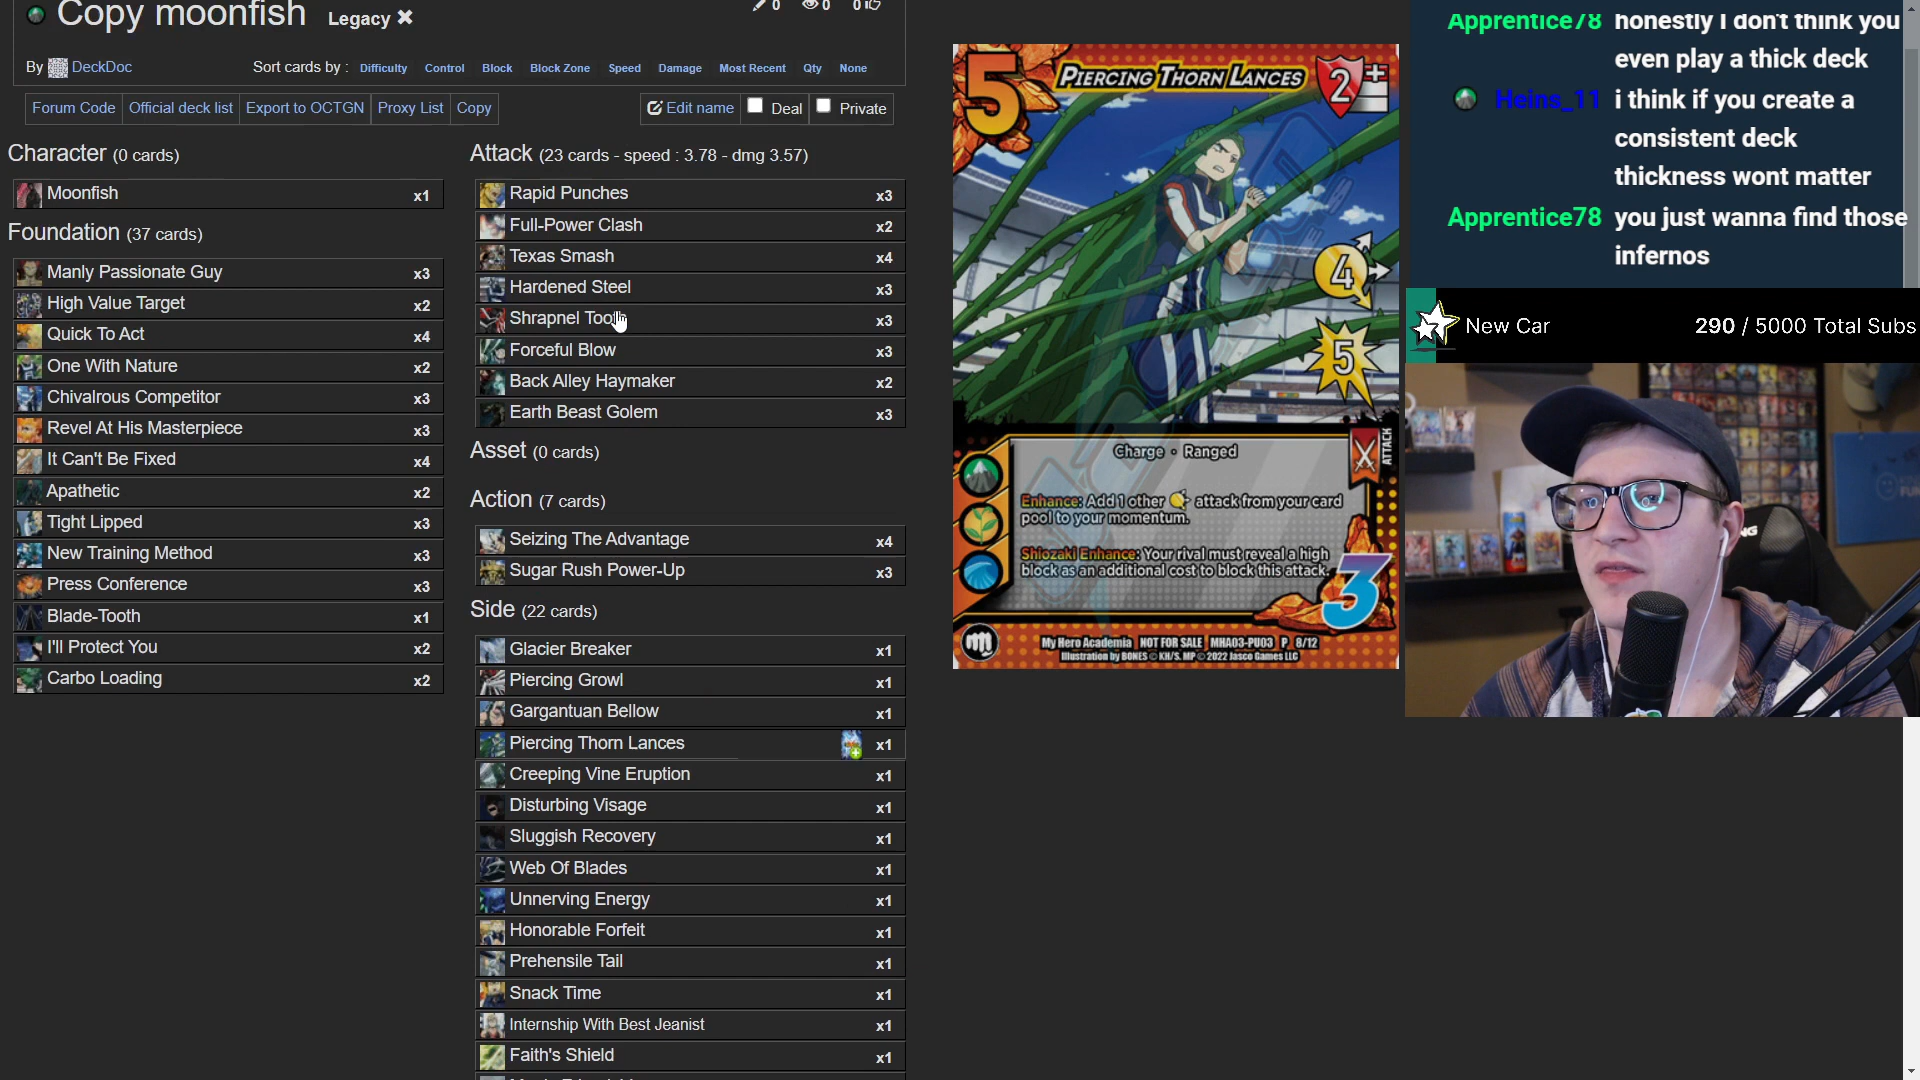 Copy moonfish Legacy ✖
0 0 0
By DeckDoc
Sort cards by : Difficulty Control Block Block Zone Speed Damage Most Recent Qty None
Forum Code Official deck list Export to OCTGN Proxy List Copy
Edit name Deal Private
Character (0 cards)
Moonfish x1
Foundation (37 cards)
Manly Passionate Guy x3
High Value Target x2
Quick To Act x4
One With Nature x2
Chivalrous Competitor x3
Revel At His Masterpiece x3
It Can't Be Fixed x4
Apathetic x2
Tight Lipped x3
New Training Method x3
Press Conference x3
Blade-Tooth x1
I'll Protect You x2
Carbo Loading x2
Attack (23 cards - speed : 3.78 - dmg 3.57)
Rapid Punches x3
Full-Power Clash x2
Texas Smash x4
Hardened Steel x3
Shrapnel Tooth x3
Forceful Blow x3
Back Alley Haymaker x2
Earth Beast Golem x3
Asset (0 cards)
Action (7 cards)
Seizing The Advantage x4
Sugar Rush Power-Up x3
Side (22 cards)
Glacier Breaker x1
Piercing Growl x1
Gargantuan Bellow x1
Piercing Thorn Lances x1
Creeping Vine Eruption x1
Disturbing Visage x1
Sluggish Recovery x1
Web Of Blades x1
Unnerving Energy x1
Honorable Forfeit x1
Prehensile Tail x1
Snack Time x1
Internship With Best Jeanist x1
Faith's Shield x1
5 PIERCING THORN LANCES 2+
4
5
ATTACK
Charge • Ranged
Enhance: Add 1 other attack from your card
pool to your momentum.
Shiozaki Enhance: Your rival must reveal a high
block as an additional cost to block this attack.
3
My Hero Academia NOT FOR SALE MHA03-PU03 P 8/12
Illustration by BONES © KH/S, MP © 2022 Jasco Games LLC
Apprentice78 honestly I don't think you
even play a thick deck
Heins_11 i think if you create a
consistent deck
thickness wont matter
Apprentice78 you just wanna find those
infernos
New Car 290 / 5000 Total Subs
NG